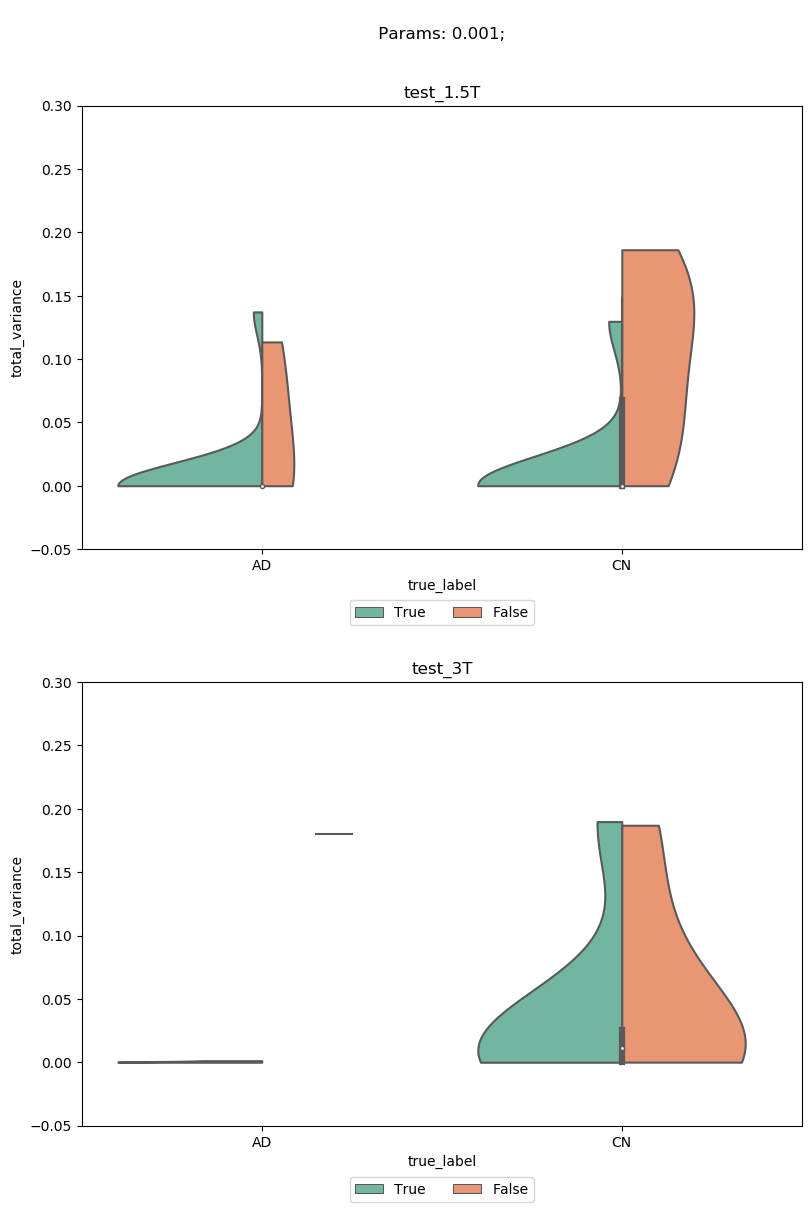 Params: 0.001;
test_1.5T
0.30
0.25
0.20
0.15
0.10
0.05
0.00
−0.05
total_variance
AD CN
true_label
True False
test_3T
0.30
0.25
0.20
0.15
0.10
0.05
0.00
−0.05
total_variance
AD CN
true_label
True False